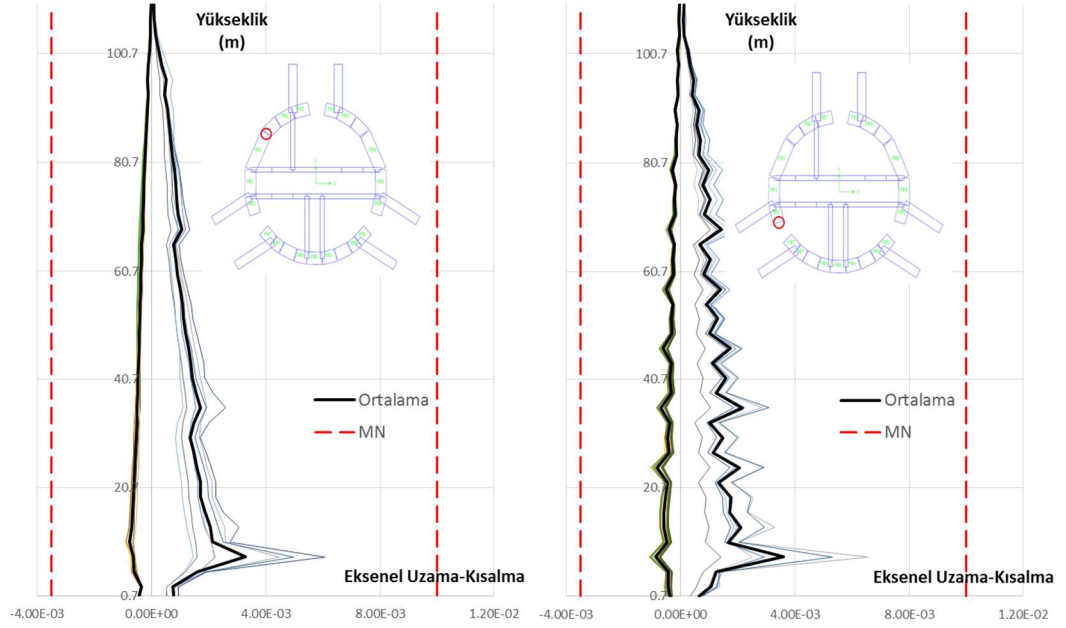 Yükseklik
(m)
100.7
80.7
60.7
40.7
20.7
0.7
Ortalama
MN
Eksenel Uzama-Kısalma
-4.00E-03
0.00E+00
4.00E-03
8.00E-03
1.20E-02
Yükseklik
(m)
100.7
80.7
60.7
40.7
20.7
0.7
Ortalama
MN
Eksenel Uzama-Kısalma
-4.00E-03
0.00E+00
4.00E-03
8.00E-03
1.20E-02